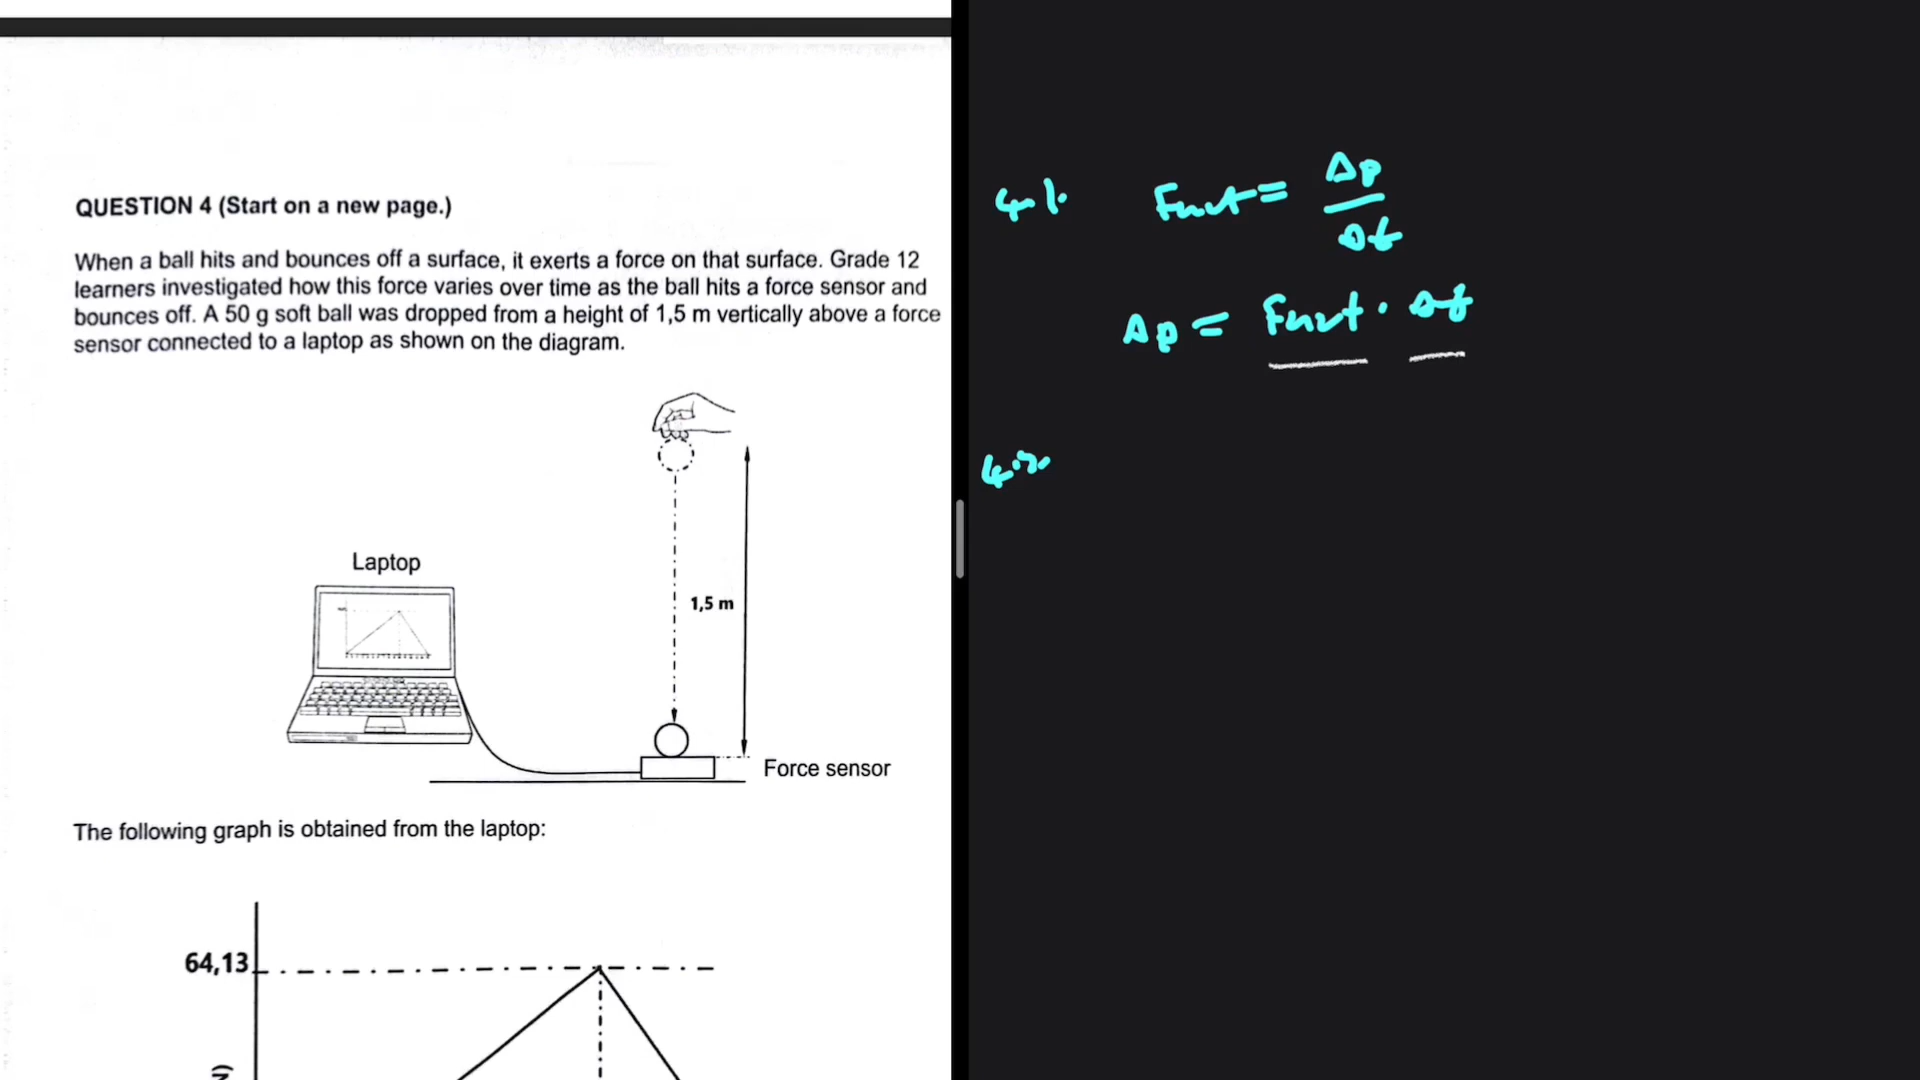 QUESTION 4 (Start on a new page.)
When a ball hits and bounces off a surface, it exerts a force on that surface. Grade 12
learners investigated how this force varies over time as the ball hits a force sensor and
bounces off. A 50 g soft ball was dropped from a height of 1,5 m vertically above a force
sensor connected to a laptop as shown on the diagram.
Laptop
1,5 m
Force sensor
The following graph is obtained from the laptop:
64,13
4.1. Fnet = Δp
Δt
Δp = Fnet · Δt
4.2